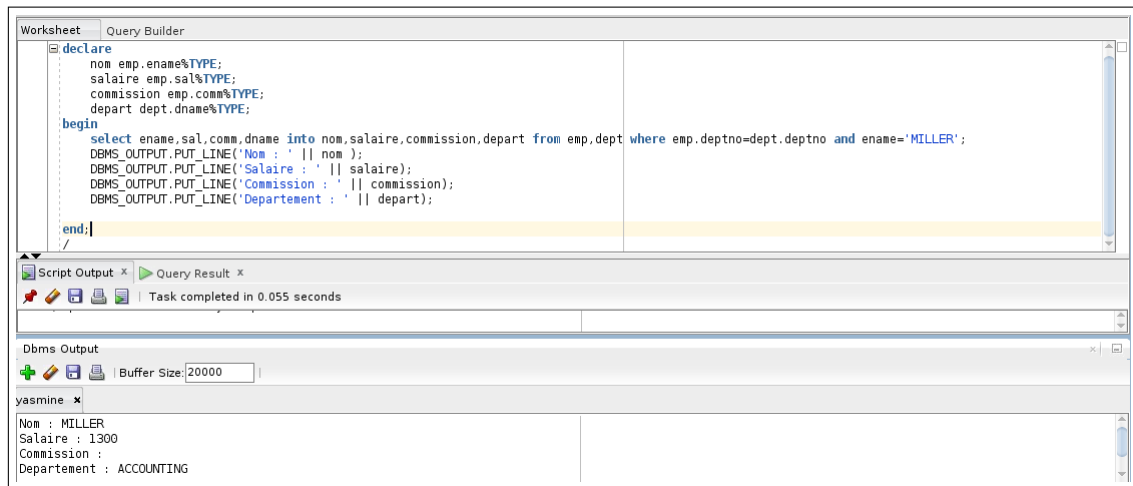 Worksheet Query Builder
declare
nom emp.ename%TYPE;
salaire emp.sal%TYPE;
commission emp.comm%TYPE;
depart dept.dname%TYPE;
begin
select ename,sal,comm,dname into nom,salaire,commission,depart from emp,dept where emp.deptno=dept.deptno and ename='MILLER';
DBMS_OUTPUT.PUT_LINE('Nom : ' || nom );
DBMS_OUTPUT.PUT_LINE('Salaire : ' || salaire);
DBMS_OUTPUT.PUT_LINE('Commission : ' || commission);
DBMS_OUTPUT.PUT_LINE('Departement : ' || depart);
end;
/
Script Output x Query Result x
Task completed in 0.055 seconds
Dbms Output
Buffer Size: 20000
yasmine x
Nom : MILLER
Salaire : 1300
Commission :
Departement : ACCOUNTING